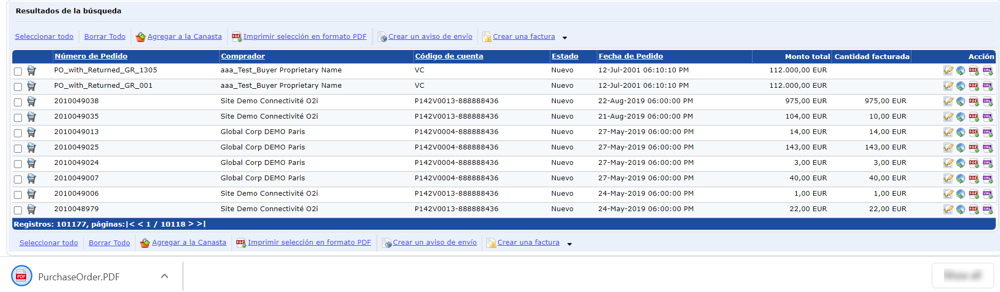 Resultados de la búsqueda
Seleccionar todo Borrar Todo Agregar a la Canasta Imprimir selección en formato PDF Crear un aviso de envío Crear una factura
Número de Pedido Comprador Código de cuenta Estado Fecha de Pedido Monto total Cantidad facturada Acción
PO_with_Returned_GR_1305 aaa_Test_Buyer Proprietary Name VC Nuevo 12-Jul-2001 06:10:10 PM 112.000,00 EUR
PO_with_Returned_GR_001 aaa_Test_Buyer Proprietary Name VC Nuevo 12-Jul-2001 06:10:10 PM 112.000,00 EUR
2010049038 Site Demo Connectivité O2i P142V0013-888888436 Nuevo 22-Aug-2019 06:00:00 PM 975,00 EUR 975,00 EUR
2010049035 Site Demo Connectivité O2i P142V0013-888888436 Nuevo 21-Aug-2019 06:00:00 PM 104,00 EUR 10,00 EUR
2010049013 Global Corp DEMO Paris P142V0004-888888436 Nuevo 27-May-2019 06:00:00 PM 14,00 EUR 14,00 EUR
2010049025 Global Corp DEMO Paris P142V0004-888888436 Nuevo 27-May-2019 06:00:00 PM 143,00 EUR 143,00 EUR
2010049024 Global Corp DEMO Paris P142V0004-888888436 Nuevo 27-May-2019 06:00:00 PM 3,00 EUR 3,00 EUR
2010049007 Global Corp DEMO Paris P142V0004-888888436 Nuevo 27-May-2019 06:00:00 PM 40,00 EUR 40,00 EUR
2010049006 Site Demo Connectivité O2i P142V0013-888888436 Nuevo 24-May-2019 06:00:00 PM 1,00 EUR 1,00 EUR
2010048979 Site Demo Connectivité O2i P142V0013-888888436 Nuevo 24-May-2019 06:00:00 PM 22,00 EUR 22,00 EUR
Registros: 101177, páginas:|< < 1 / 10118 > >|
Seleccionar todo Borrar Todo Agregar a la Canasta Imprimir selección en formato PDF Crear un aviso de envío Crear una factura
PDF PurchaseOrder.PDF